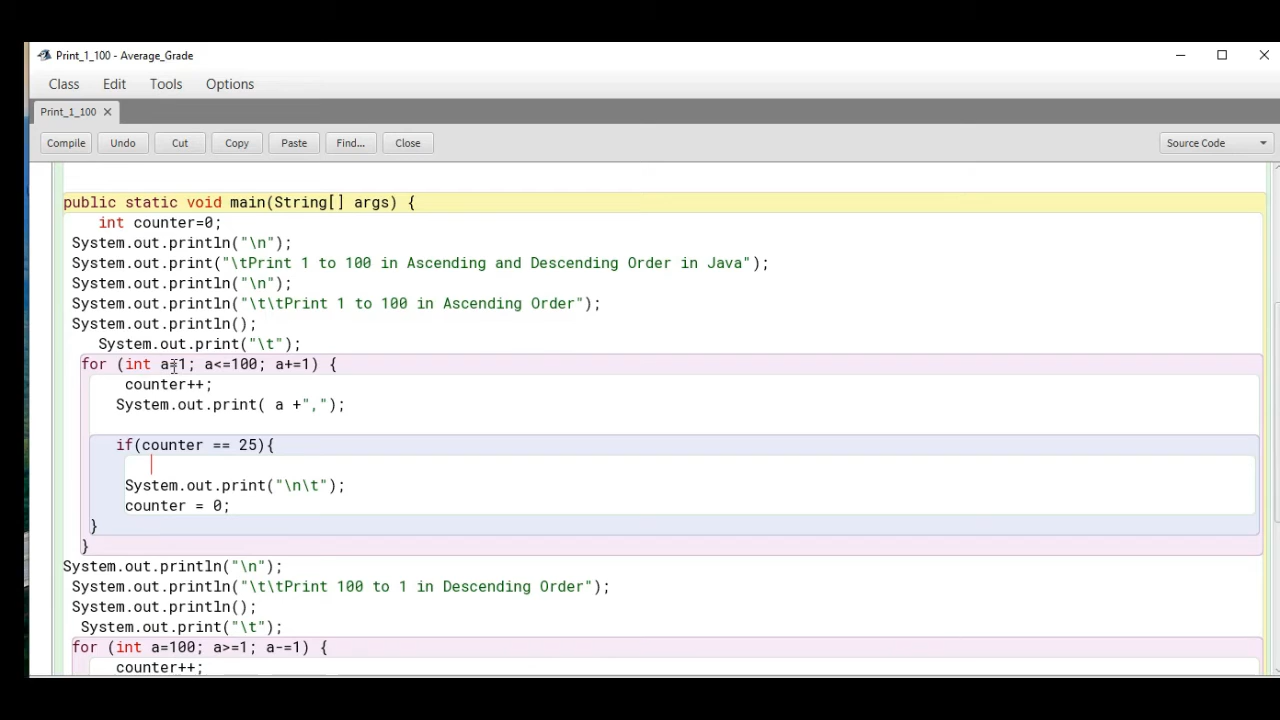 Print_1_100 - Average_Grade
Class Edit Tools Options
Print_1_100
Compile Undo Cut Copy Paste Find... Close Source Code
public static void main(String[] args) {
int counter=0;
System.out.println("\n");
System.out.print("\tPrint 1 to 100 in Ascending and Descending Order in Java");
System.out.println("\n");
System.out.println("\t\tPrint 1 to 100 in Ascending Order");
System.out.println();
System.out.print("\t");
for (int a=1; a<=100; a+=1) {
counter++;
System.out.print( a +",");
if(counter == 25){
System.out.print("\n\t");
counter = 0;
}
}
System.out.println("\n");
System.out.println("\t\tPrint 100 to 1 in Descending Order");
System.out.println();
System.out.print("\t");
for (int a=100; a>=1; a-=1) {
counter++;